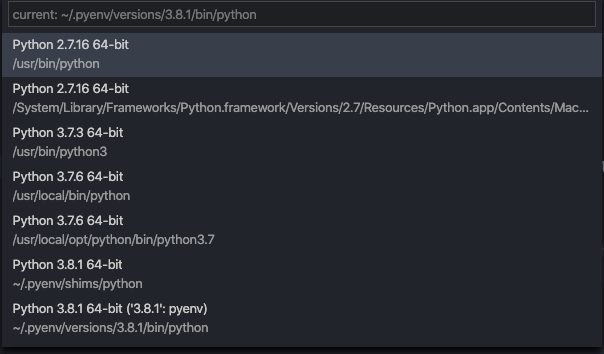 current: ~/.pyenv/versions/3.8.1/bin/python
Python 2.7.16 64-bit
/usr/bin/python
Python 2.7.16 64-bit
/System/Library/Frameworks/Python.framework/Versions/2.7/Resources/Python.app/Contents/Mac...
Python 3.7.3 64-bit
/usr/bin/python3
Python 3.7.6 64-bit
/usr/local/bin/python
Python 3.7.6 64-bit
/usr/local/opt/python/bin/python3.7
Python 3.8.1 64-bit
~/.pyenv/shims/python
Python 3.8.1 64-bit ('3.8.1': pyenv)
~/.pyenv/versions/3.8.1/bin/python